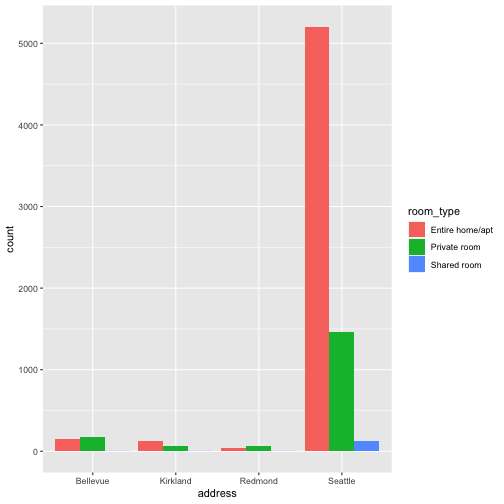 5000
4000
3000
2000
1000
0
count
Bellevue Kirkland Redmond Seattle
address
room_type
Entire home/apt
Private room
Shared room